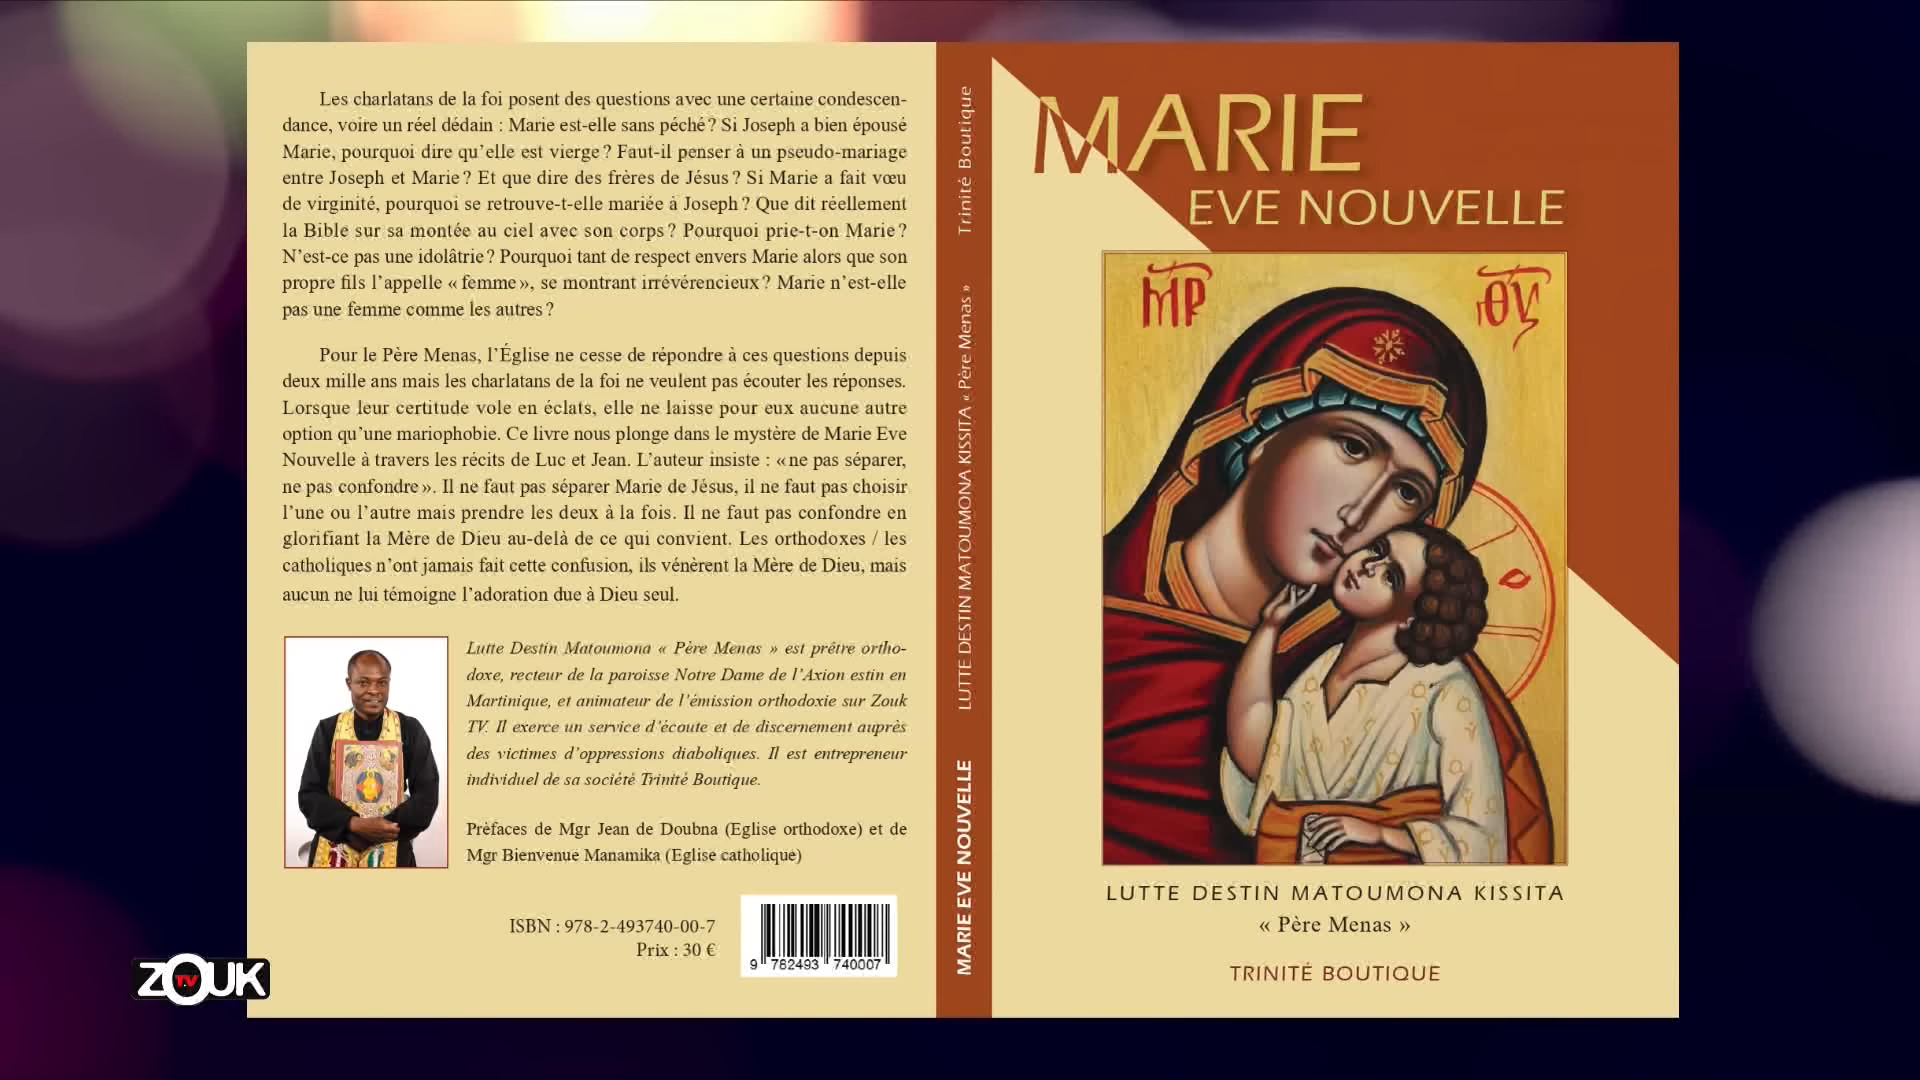 Les charlatans de la foi posent des questions avec une certaine condescen-
dance, voire un réel dédain : Marie est-elle sans péché ? Si Joseph a bien épousé
Marie, pourquoi dire qu’elle est vierge ? Faut-il penser à un pseudo-mariage
entre Joseph et Marie ? Et que dire des frères de Jésus ? Si Marie a fait vœu
de virginité, pourquoi se retrouve-t-elle mariée à Joseph ? Que dit réellement
la Bible sur sa montée au ciel avec son corps ? Pourquoi prie-t-on Marie ?
N’est-ce pas une idolâtrie ? Pourquoi tant de respect envers Marie alors que son
propre fils l’appelle « femme », se montrant irrévérencieux ? Marie n’est-elle
pas une femme comme les autres ?
Pour le Père Menas, l’Église ne cesse de répondre à ces questions depuis
deux mille ans mais les charlatans de la foi ne veulent pas écouter les réponses.
Lorsque leur certitude vole en éclats, elle ne laisse pour eux aucune autre
option qu’une mariophobie. Ce livre nous plonge dans le mystère de Marie Eve
Nouvelle à travers les récits de Luc et Jean. L’auteur insiste : « ne pas séparer,
ne pas confondre ». Il ne faut pas séparer Marie de Jésus, il ne faut pas choisir
l’une ou l’autre mais prendre les deux à la fois. Il ne faut pas confondre en
glorifiant la Mère de Dieu au-delà de ce qui convient. Les orthodoxes / les
catholiques n’ont jamais fait cette confusion, ils vénèrent la Mère de Dieu, mais
aucun ne lui témoigne l’adoration due à Dieu seul.
Lutte Destin Matoumona « Père Menas » est prêtre ortho-
doxe, recteur de la paroisse Notre Dame de l’Axion estin en
Martinique, et animateur de l’émission orthodoxie sur Zouk
TV. Il exerce un service d’écoute et de discernement auprès
des victimes d’oppressions diaboliques. Il est entrepreneur
individuel de sa société Trinité Boutique.
Préfaces de Mgr Jean de Doubna (Eglise orthodoxe) et de
Mgr Bienvenue Manamika (Eglise catholique)
ISBN : 978-2-493740-00-7
Prix : 30 €
9 782493 740007
ZOUK
TV
Trinité Boutique
LUTTE DESTIN MATOUMONA KISSITA « Père Menas »
MARIE EVE NOUVELLE
MARIE
EVE NOUVELLE
ΜΡ ΘΥ
LUTTE DESTIN MATOUMONA KISSITA
« Père Menas »
TRINITÉ BOUTIQUE